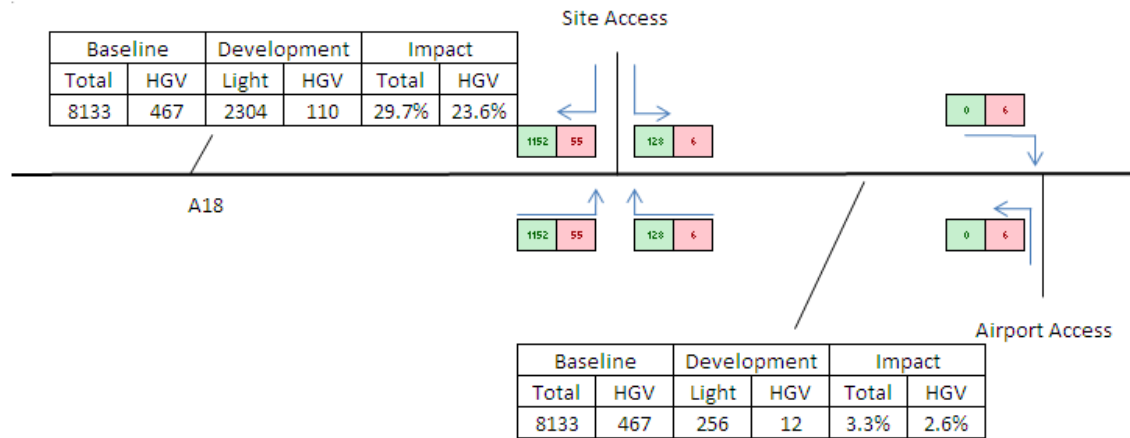 Site Access
Baseline Development Impact
Total HGV Light HGV Total HGV
8133 467 2304 110 29.7% 23.6%
1152 55
128 6
0 6
A18
1152 55
128 6
0 6
Airport Access
Baseline Development Impact
Total HGV Light HGV Total HGV
8133 467 256 12 3.3% 2.6%